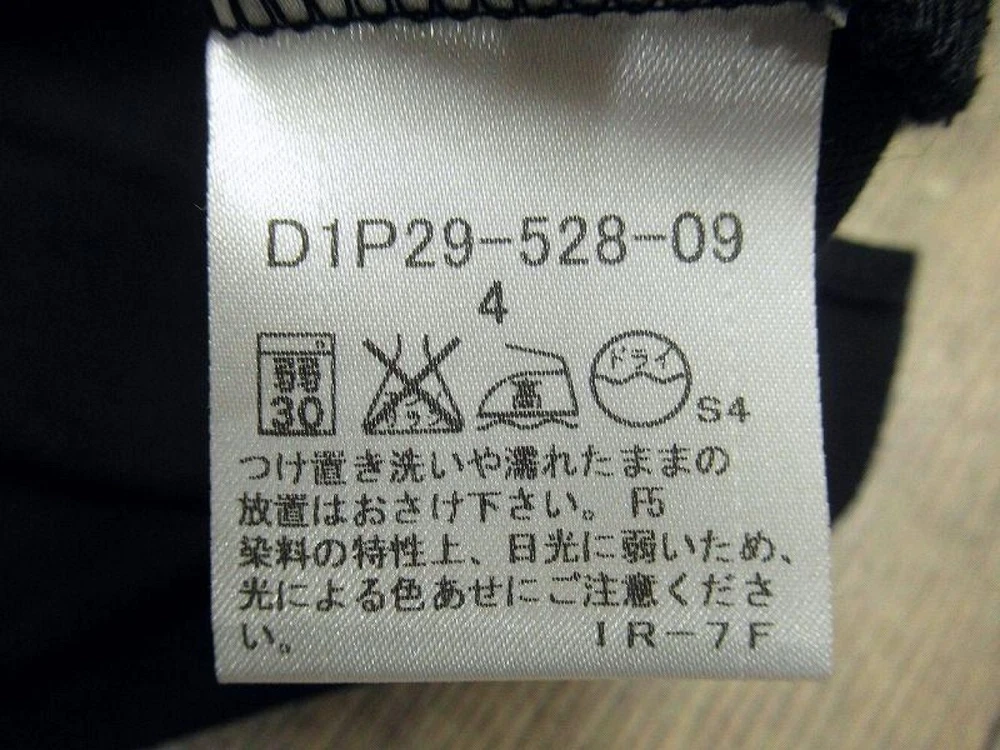 D1P29-528-09
4
弱 30 エンソ サラシ 高 ドライ S4
つけ置き洗いや濡れたままの
放置はおさけ下さい。 F5
染料の特性上、日光に弱いため、
光による色あせにご注意くださ
い。 IR-7F